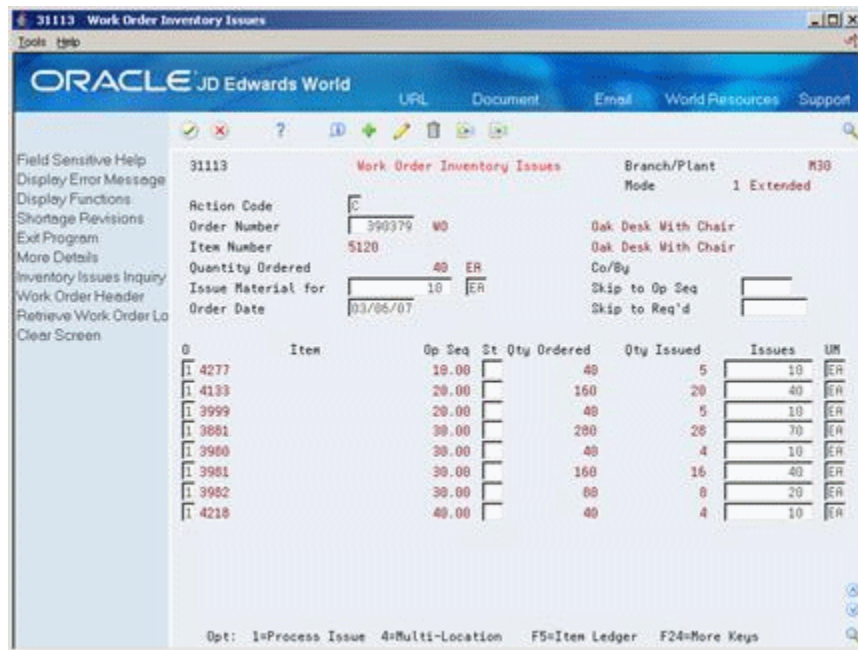 31113 Work Order Inventory Issues
Tools Help
ORACLE JD Edwards World
URL Document Email World Resources Support
Field Sensitive Help
Display Error Message
Display Functions
Shortage Revisions
Exit Program
More Details
Inventory Issues Inquiry
Work Order Header
Retrieve Work Order Lo
Clear Screen
31113 Work Order Inventory Issues Branch/Plant M30
Mode 1 Extended
Action Code C
Order Number 390379 WO Oak Desk With Chair
Item Number 5120 Oak Desk With Chair
Quantity Ordered 40 EA Co/By
Issue Material for 10 EA Skip to Op Seq
Order Date 03/06/07 Skip to Req'd
O Item Op Seq St Qty Ordered Qty Issued Issues UM
1 4277 10.00 40 5 10 EA
1 4133 20.00 160 20 40 EA
1 3999 20.00 40 5 10 EA
1 3881 30.00 280 28 70 EA
1 3980 30.00 40 4 10 EA
1 3981 30.00 160 16 40 EA
1 3982 30.00 80 8 20 EA
1 4218 40.00 40 4 10 EA
Opt: 1=Process Issue 4=Multi-Location F5=Item Ledger F24=More Keys